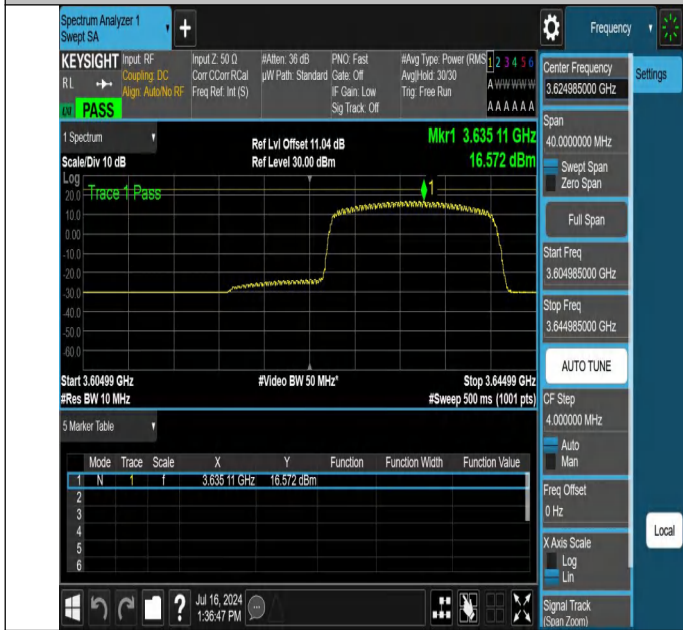 Spectrum Analyzer 1
Swept SA
+
Frequency
KEYSIGHT
RL
Input: RF
Coupling: DC
Align: Auto/No RF
Input Z: 50 Ω
Corr CCorr RCal
Freq Ref: Int (S)
#Atten: 36 dB
µW Path: Standard
PNO: Fast
Gate: Off
IF Gain: Low
Sig Track: Off
#Avg Type: Power (RMS
Avg|Hold: 30/30
Trig: Free Run
1 2 3 4 5 6
A W W W W W
A A A A A A
PASS
1 Spectrum
Scale/Div 10 dB
Ref Lvl Offset 11.04 dB
Ref Level 30.00 dBm
Mkr1 3.635 11 GHz
16.572 dBm
Log
Trace 1 Pass
1
20.0
10.0
0.00
-10.0
-20.0
-30.0
-40.0
-50.0
-60.0
Start 3.60499 GHz
#Res BW 10 MHz
#Video BW 50 MHz*
Stop 3.64499 GHz
#Sweep 500 ms (1001 pts)
5 Marker Table
Mode Trace Scale X Y Function Function Width Function Value
1 N 1 f 3.635 11 GHz 16.572 dBm
2
3
4
5
6
Jul 16, 2024
1:36:47 PM
Center Frequency
3.624985000 GHz
Settings
Span
40.0000000 MHz
Swept Span
Zero Span
Full Span
Start Freq
3.604985000 GHz
Stop Freq
3.644985000 GHz
AUTO TUNE
CF Step
4.000000 MHz
Auto
Man
Freq Offset
0 Hz
X Axis Scale
Log
Lin
Local
Signal Track
(Span Zoom)